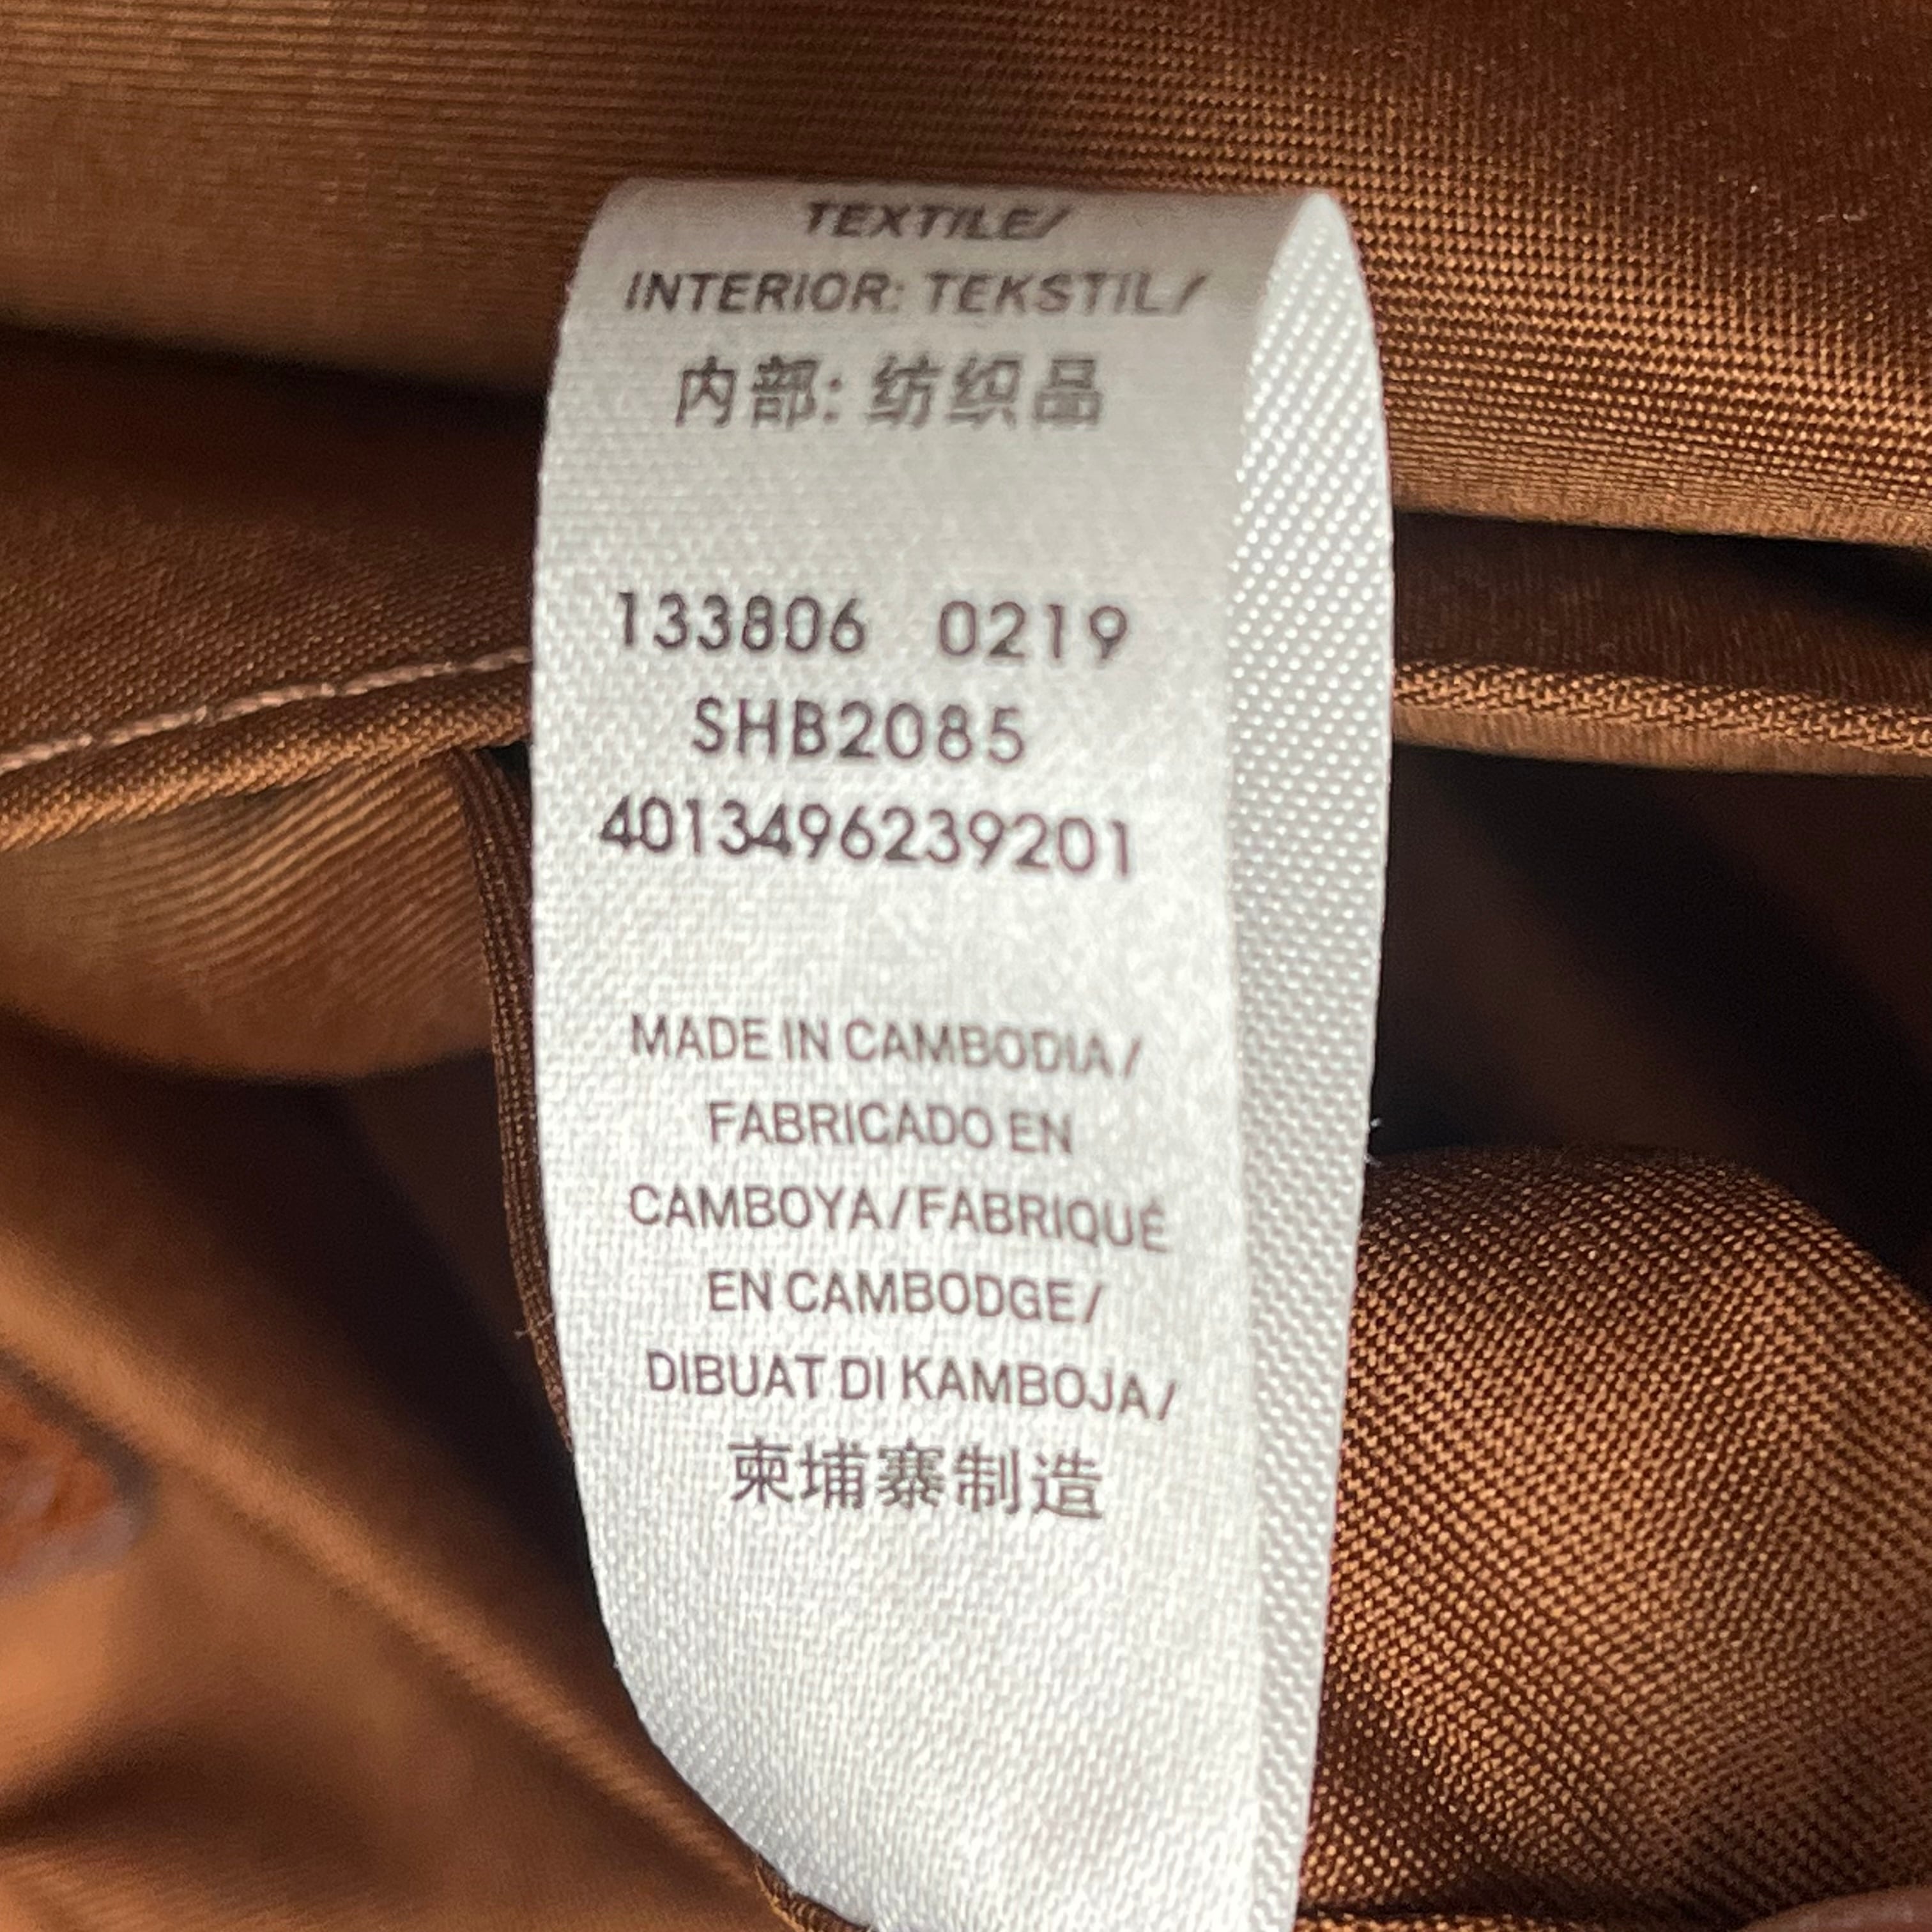 TEXTILE/
INTERIOR: TEKSTIL/
内部: 纺织品
133806 0219
SHB2085
4013496239201
MADE IN CAMBODIA/
FABRICADO EN
CAMBOYA/FABRIQUÉ
EN CAMBODGE/
DIBUAT DI KAMBOJA/
柬埔寨制造